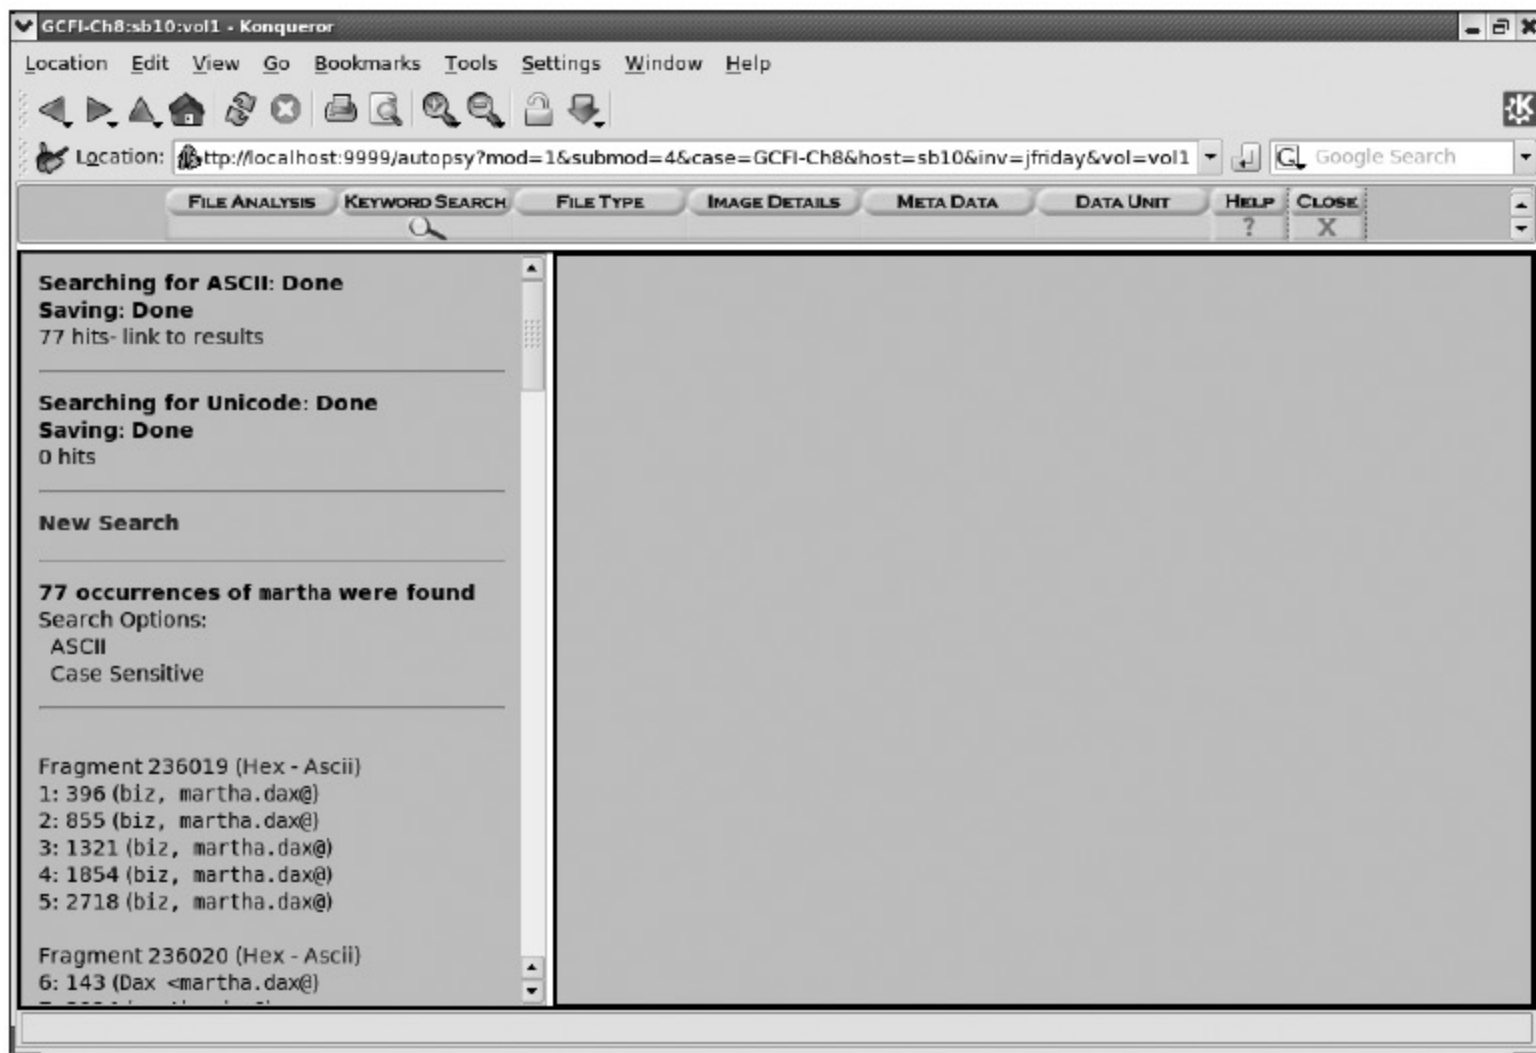 GCFI-Ch8:sb10:vol1 - Konqueror
Location Edit View Go Bookmarks Tools Settings Window Help
Location: ttp://localhost:9999/autopsy?mod=1&submod=4&case=GCFI-Ch8&host=sb10&inv=jfriday&vol=vol1 Google Search
FILE ANALYSIS KEYWORD SEARCH FILE TYPE IMAGE DETAILS META DATA DATA UNIT HELP CLOSE
? X
Searching for ASCII: Done
Saving: Done
77 hits- link to results
Searching for Unicode: Done
Saving: Done
0 hits
New Search
77 occurrences of martha were found
Search Options:
ASCII
Case Sensitive
Fragment 236019 (Hex - Ascii)
1: 396 (biz, martha.dax@)
2: 855 (biz, martha.dax@)
3: 1321 (biz, martha.dax@)
4: 1854 (biz, martha.dax@)
5: 2718 (biz, martha.dax@)
Fragment 236020 (Hex - Ascii)
6: 143 (Dax <martha.dax@)